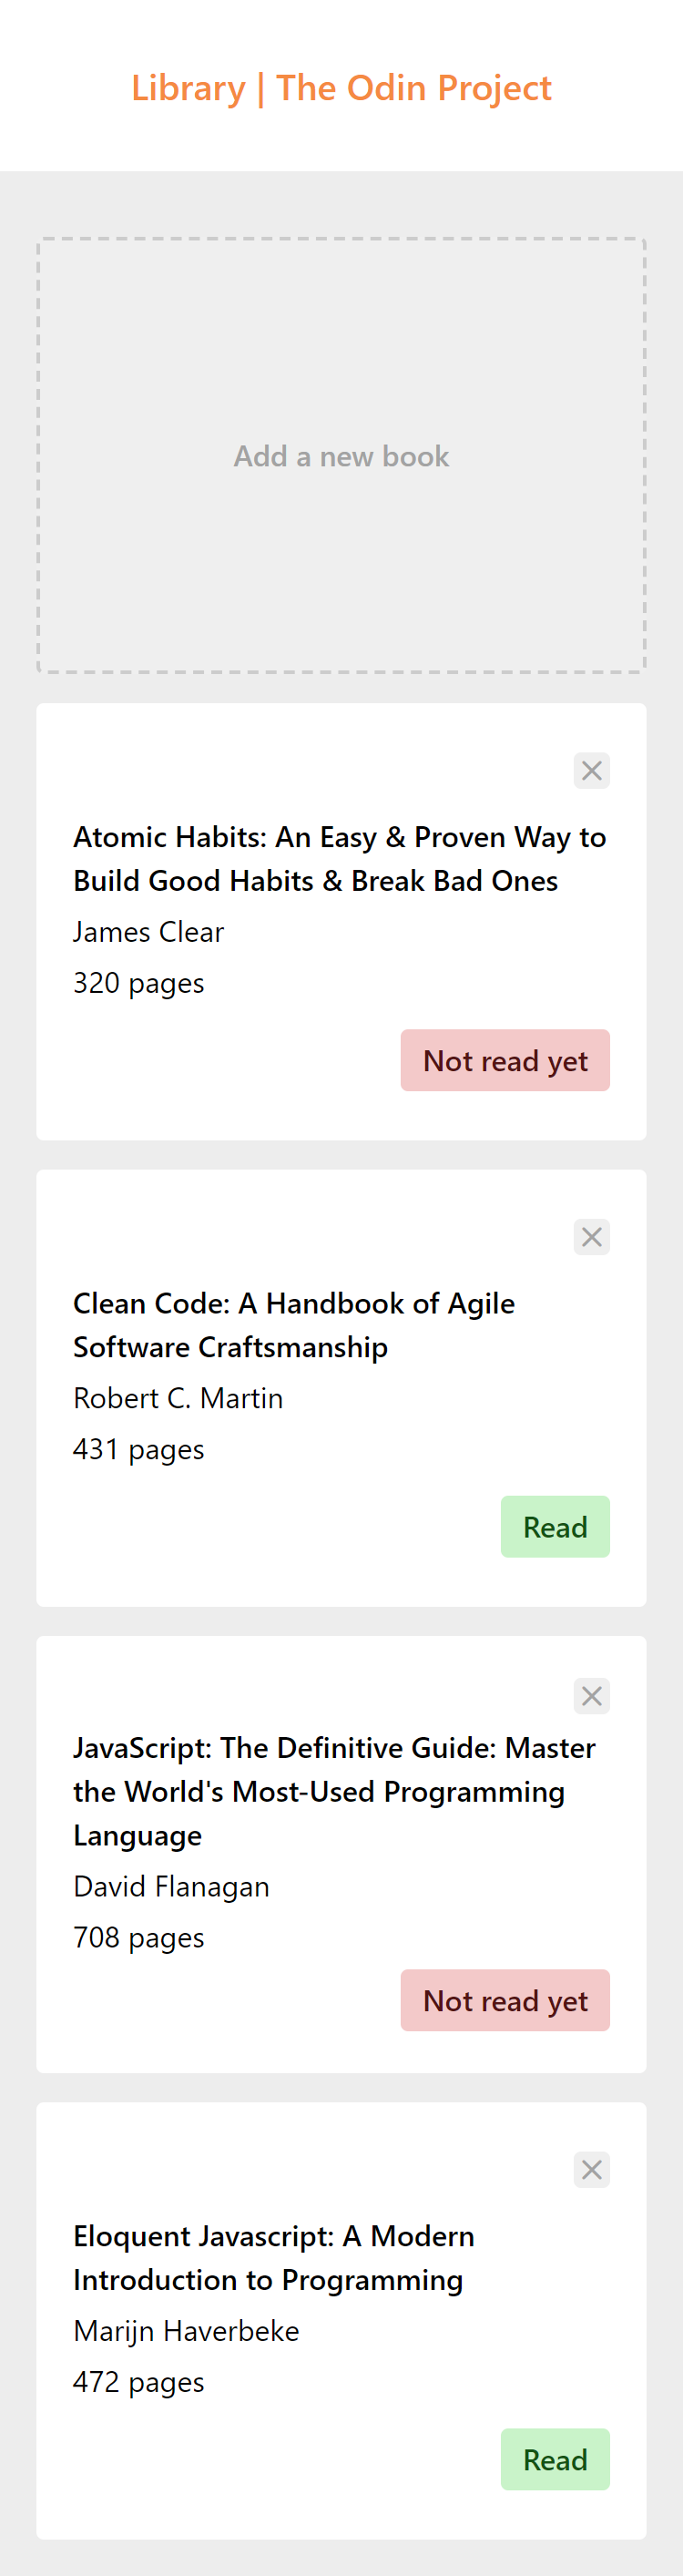 Library | The Odin Project
Add a new book
Atomic Habits: An Easy & Proven Way to
Build Good Habits & Break Bad Ones
James Clear
320 pages
Not read yet
Clean Code: A Handbook of Agile
Software Craftsmanship
Robert C. Martin
431 pages
Read
JavaScript: The Definitive Guide: Master
the World's Most-Used Programming
Language
David Flanagan
708 pages
Not read yet
Eloquent Javascript: A Modern
Introduction to Programming
Marijn Haverbeke
472 pages
Read